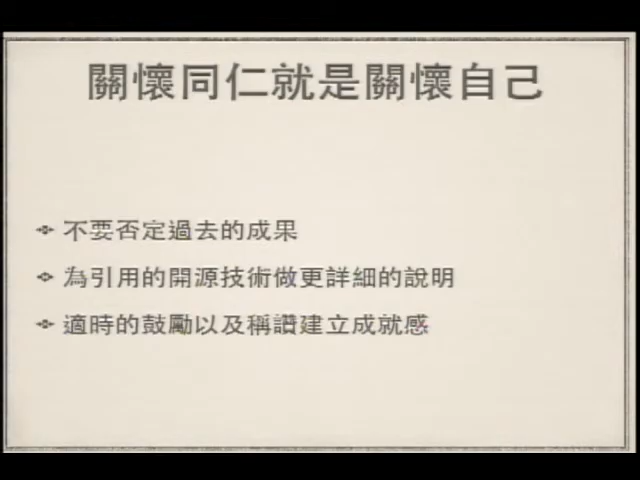 關懷同仁就是關懷自己
不要否定過去的成果
為引用的開源技術做更詳細的說明
適時的鼓勵以及稱讚建立成就感